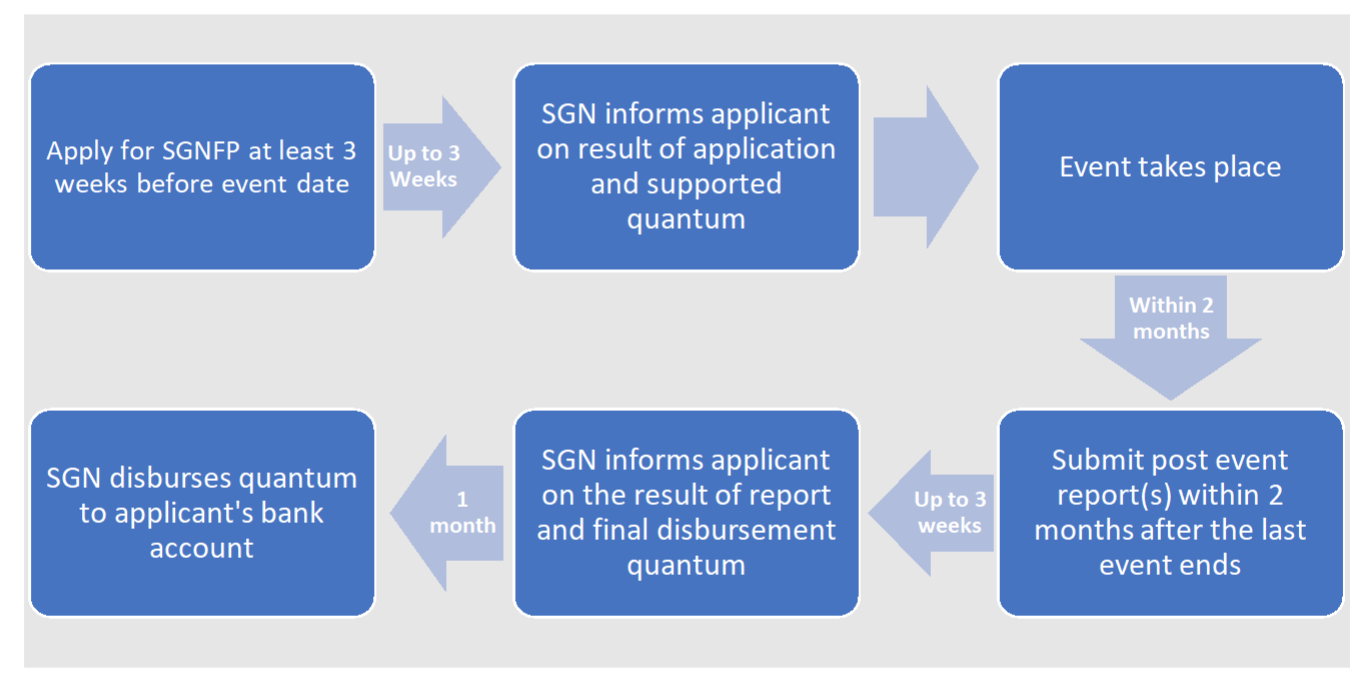 Apply for SGNFP at least 3
weeks before event date
Up to 3
Weeks
SGN informs applicant
on result of application
and supported
quantum
Event takes place
Within 2
months
Submit post event
report(s) within 2
months after the last
event ends
Up to 3
weeks
SGN informs applicant
on the result of report
and final disbursement
quantum
1
month
SGN disburses quantum
to applicant's bank
account